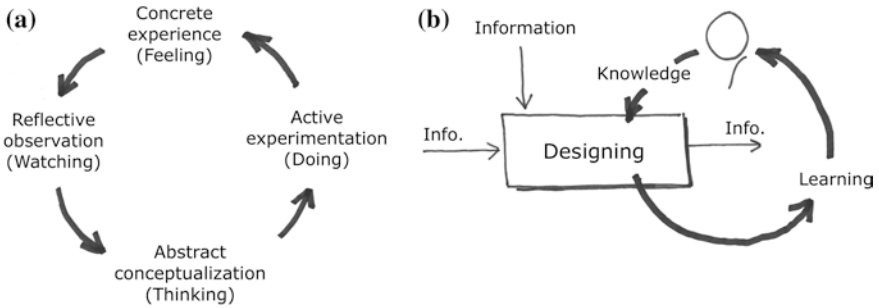 (a)
Concrete
experience
(Feeling)
Reflective
observation
(Watching)
Active
experimentation
(Doing)
Abstract
conceptualization
(Thinking)
(b)
Information
Knowledge
Info.
Designing
Info.
Learning